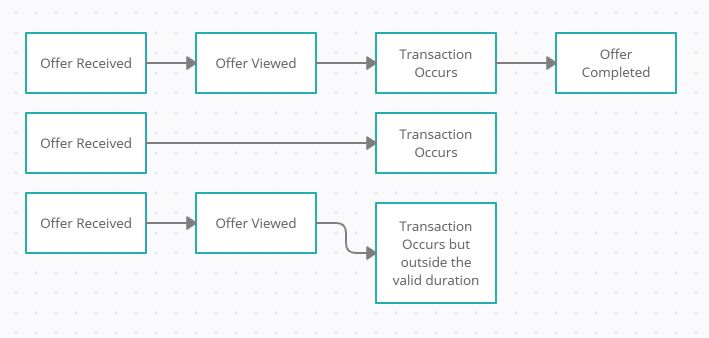 Offer Received
Offer Viewed
Transaction
Occurs
Offer
Completed
Offer Received
Transaction
Occurs
Offer Received
Offer Viewed
Transaction
Occurs but
outside the
valid duration